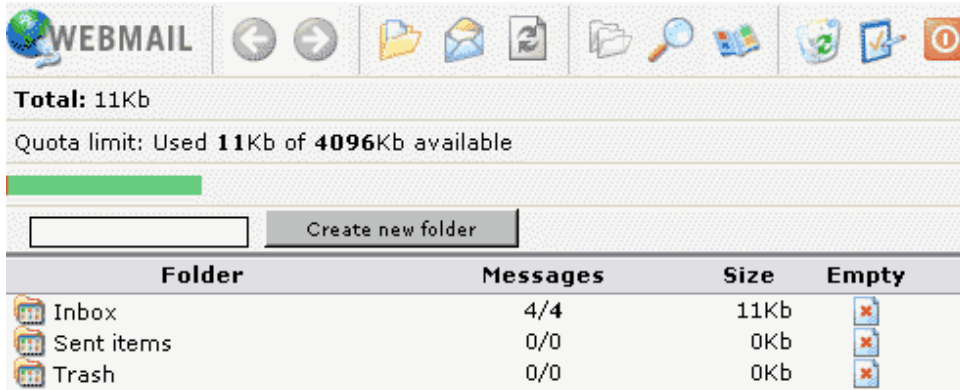 WEBMAIL
Total: 11Kb
Quota limit: Used 11Kb of 4096Kb available
Create new folder
Folder Messages Size Empty
Inbox 4/4 11Kb
Sent items 0/0 0Kb
Trash 0/0 0Kb